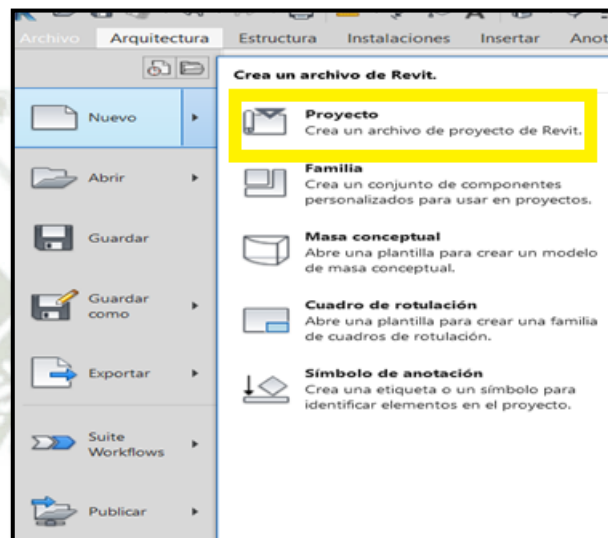 Archivo Arquitectura Estructura Instalaciones Insertar Anot
Crea un archivo de Revit.
Nuevo
Proyecto
Crea un archivo de proyecto de Revit.
Abrir
Familia
Crea un conjunto de componentes
personalizados para usar en proyectos.
Guardar
Masa conceptual
Abre una plantilla para crear un modelo
de masa conceptual.
Guardar
como
Cuadro de rotulación
Abre una plantilla para crear una familia
de cuadros de rotulación.
Exportar
Símbolo de anotación
Crea una etiqueta o un símbolo para
identificar elementos en el proyecto.
Suite
Workflows
Publicar